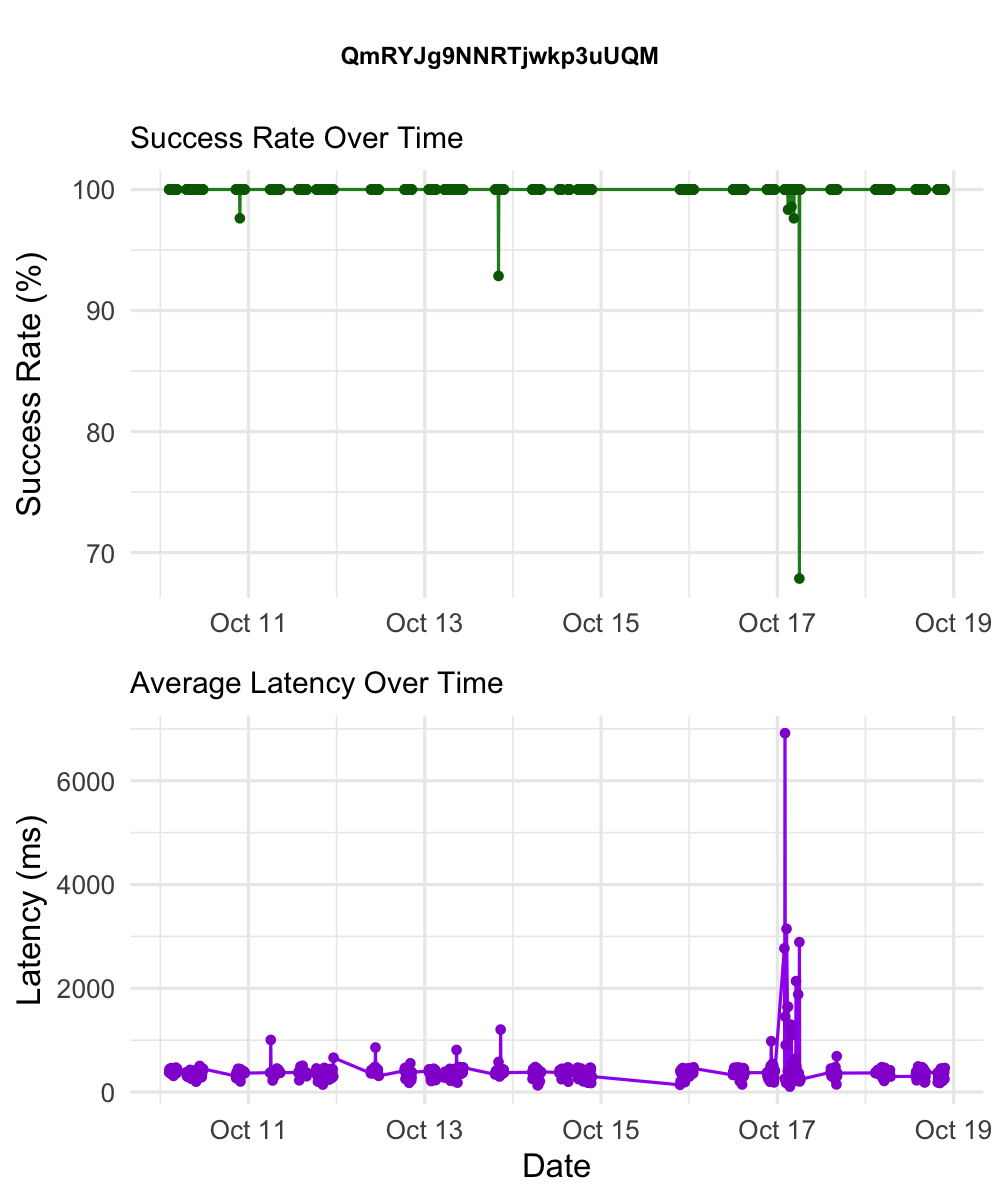 QmRYJg9NNRTjwkp3uUQM
Success Rate Over Time
Success Rate (%)
100
90
80
70
Oct 11 Oct 13 Oct 15 Oct 17 Oct 19
Average Latency Over Time
Latency (ms)
6000
4000
2000
0
Oct 11 Oct 13 Oct 15 Oct 17 Oct 19
Date